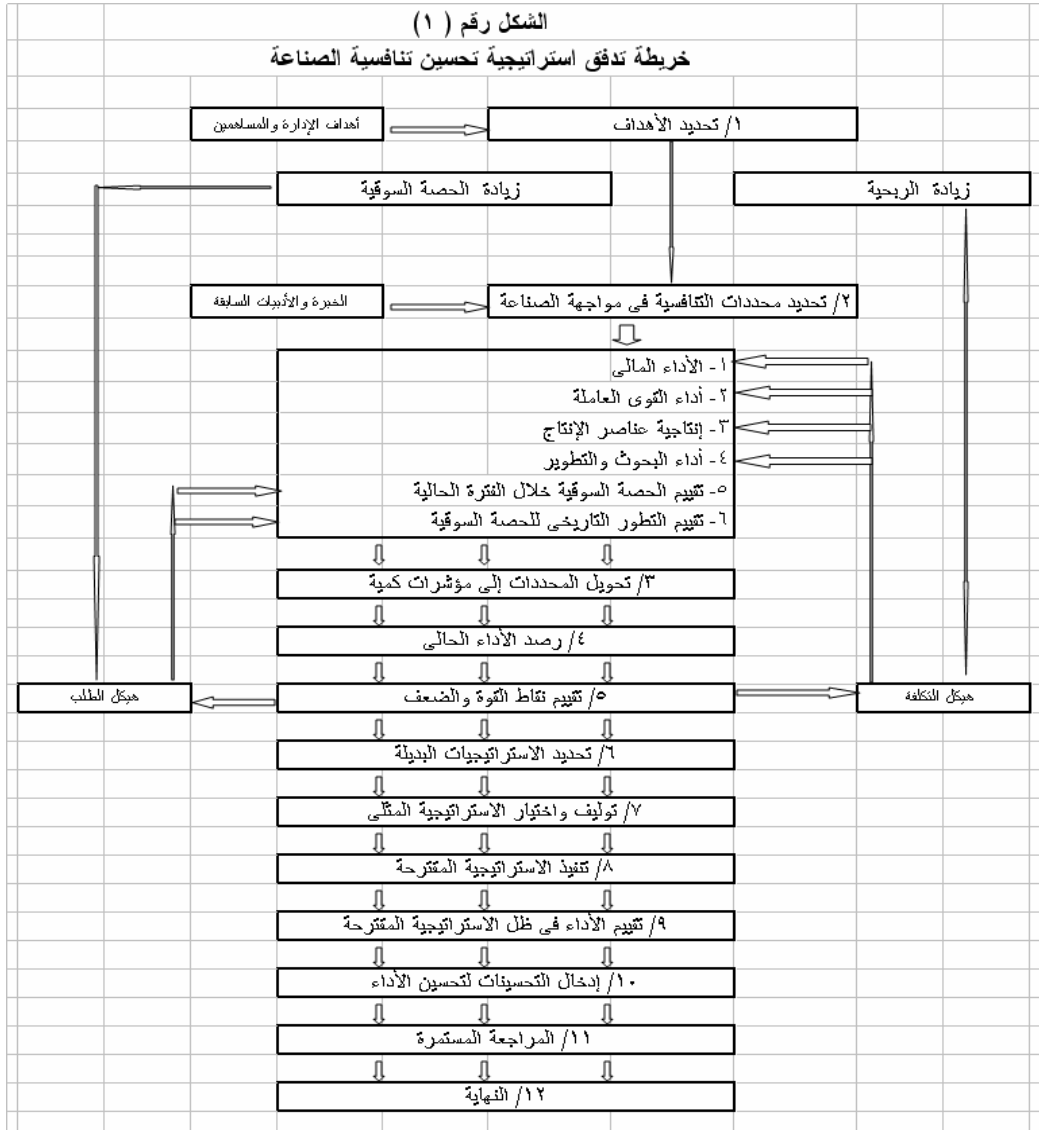 الشكل رقم ( ١)
خريطة تدفق استراتيجية تحسين تنافسية الصناعة
١/ تحديد الأهداف
أهداف الإدارة والمساهمين
زيادة الربحية
زيادة الحصة السوقية
٢/ تحديد محددات التنافسية فى مواجهة الصناعة
الخبرة والأدبيات السابقة
١- الأداء المالى
٢- أداء القوى العاملة
٣- إنتاجية عناصر الإنتاج
٤- أداء البحوث والتطوير
٥- تقييم الحصة السوقية خلال الفترة الحالية
٦- تقييم التطور التاريخى للحصة السوقية
٣/ تحويل المحددات إلى مؤشرات كمية
٤/ رصد الأداء الحالى
هيكل التكلفة
٥/ تقييم نقاط القوة والضعف
هيكل الطلب
٦/ تحديد الاستراتيجيات البديلة
٧/ توليف واختيار الاستراتيجية المثلى
٨/ تنفيذ الاستراتيجية المقترحة
٩/ تقييم الأداء فى ظل الاستراتيجية المقترحة
١٠/ إدخال التحسينات لتحسين الأداء
١١/ المراجعة المستمرة
١٢/ النهاية